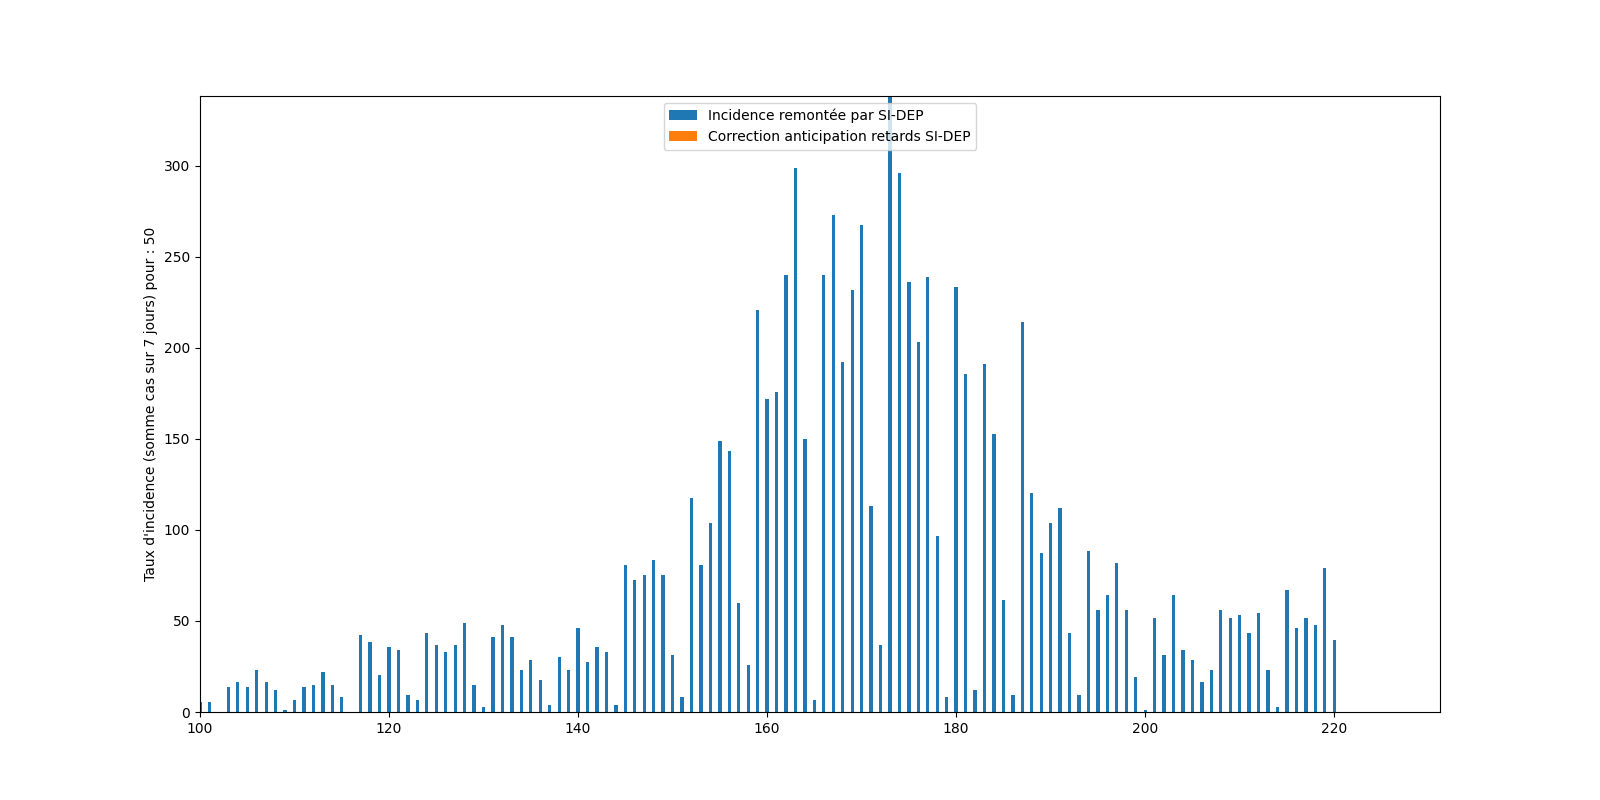 Incidence remontée par SI-DEP
Correction anticipation retards SI-DEP
Taux d'incidence (somme cas sur 7 jours) pour : 50
300
250
200
150
100
50
0
100 120 140 160 180 200 220